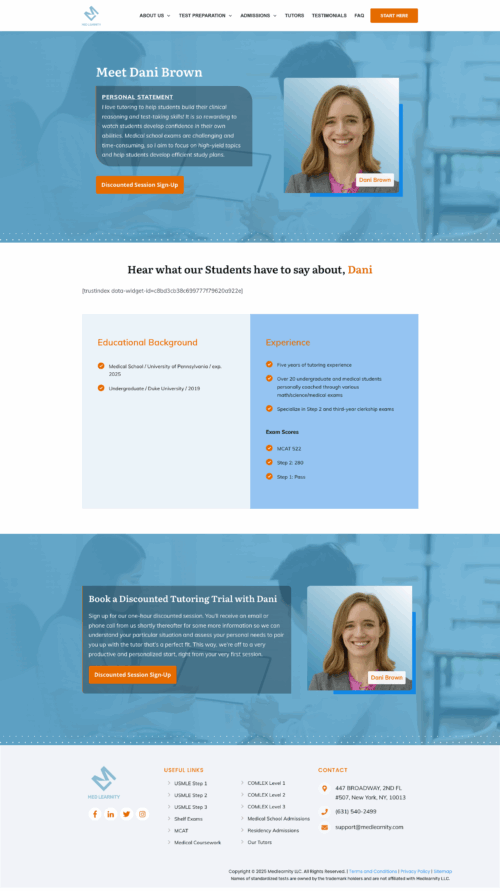 MED LEARNITY
ABOUT US
TEST PREPARATION
ADMISSIONS
TUTORS
TESTIMONIALS
FAQ
START HERE
Meet Dani Brown
PERSONAL STATEMENT
I love tutoring to help students build their clinical
reasoning and test-taking skills! It is so rewarding to
watch students develop confidence in their own
abilities. Medical school exams are challenging and
time-consuming, so I aim to focus on high-yield topics
and help students develop efficient study plans.
Discounted Session Sign-Up
Dani Brown
Hear what our Students have to say about, Dani
Educational Background
Medical School / University of Pennsylvania / exp.
2025
Undergraduate / Duke University / 2019
Experience
Five years of tutoring experience
Over 20 undergraduate and medical students
personally coached through various
math/science/medical exams
Specialize in Step 2 and third-year clerkship exams
Exam Scores
MCAT 522
Step 2: 280
Step 1: Pass
Book a Discounted Tutoring Trial with Dani
Sign up for our one-hour discounted session. You'll receive an email or
phone call from us shortly thereafter for some more information so we can
understand your particular situation and assess your personal needs to pair
you up with the tutor that's a perfect fit. This way, we're off to a very
productive and personalized start, right from your very first session.
Discounted Session Sign-Up
Dani Brown
MED LEARNITY
USEFUL LINKS
USMLE Step 1
USMLE Step 2
USMLE Step 3
Shelf Exams
MCAT
Medical Coursework
COMLEX Level 1
COMLEX Level 2
COMLEX Level 3
Medical School Admissions
Residency Admissions
Our Tutors
CONTACT
447 BROADWAY, 2ND FL
#507, New York, NY, 10013
(631) 540-2499
support@medlearnity.com
Copyright © 2025 Medlearnity LLC. All Rights Reserved. | Terms and Conditions | Privacy Policy | Sitemap
Names of standardized tests are owned by the trademark holders and are not affiliated with Medlearnity LLC.